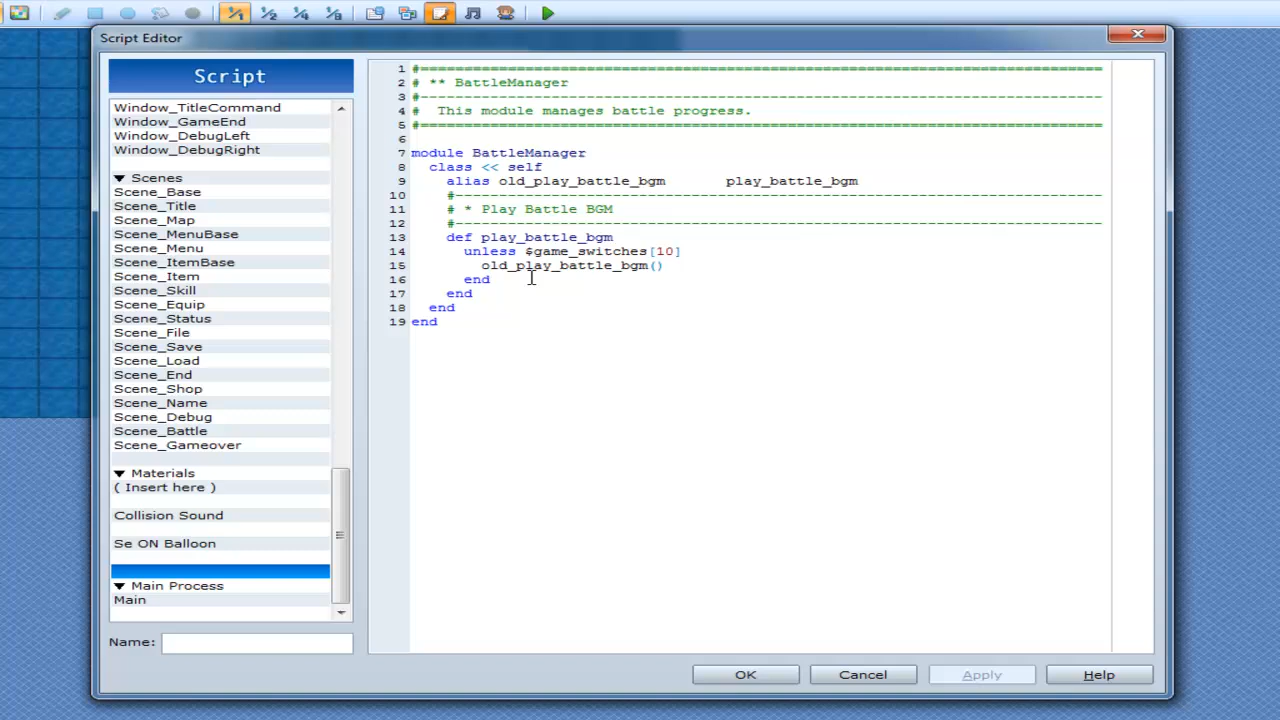 Script Editor
Script
Window_TitleCommand
Window_GameEnd
Window_DebugLeft
Window_DebugRight
▼ Scenes
Scene_Base
Scene_Title
Scene_Map
Scene_MenuBase
Scene_Menu
Scene_ItemBase
Scene_Item
Scene_Skill
Scene_Equip
Scene_Status
Scene_File
Scene_Save
Scene_Load
Scene_End
Scene_Shop
Scene_Name
Scene_Debug
Scene_Battle
Scene_Gameover
▼ Materials
( Insert here )
Collision Sound
Se ON Balloon
▼ Main Process
Main
Name:
1 #==============================================================================
2 # ** BattleManager
3 #------------------------------------------------------------------------------
4 #  This module manages battle progress.
5 #==============================================================================
6
7 module BattleManager
8   class << self
9     alias old_play_battle_bgm       play_battle_bgm
10     #--------------------------------------------------------------------------
11     # * Play Battle BGM
12     #--------------------------------------------------------------------------
13     def play_battle_bgm
14       unless $game_switches[10]
15         old_play_battle_bgm()
16       end
17     end
18   end
19 end
OK
Cancel
Apply
Help